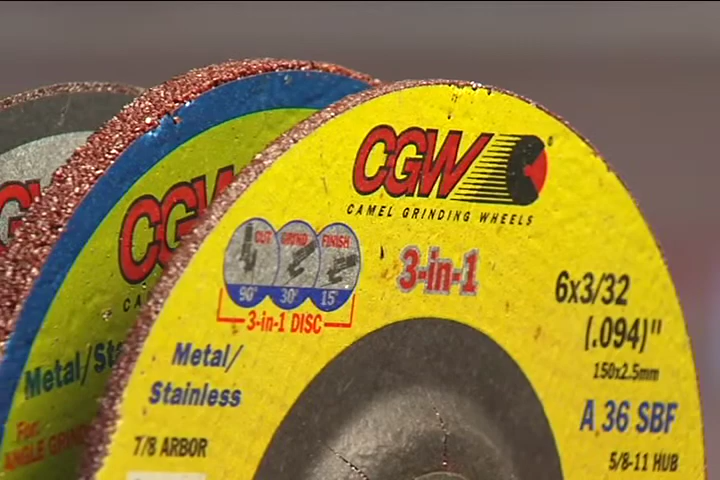 CGW
CAMEL GRINDING WHEELS
CUT GRIND FINISH
90° 30° 15°
3-in-1 DISC
3-in-1
6x3/32
(.094)"
150x2.5mm
Metal/
Stainless
7/8 ARBOR
A 36 SBF
5/8-11 HUB
CGW
CA
Metal/Sta
For:
ANGLE GRIND
CG